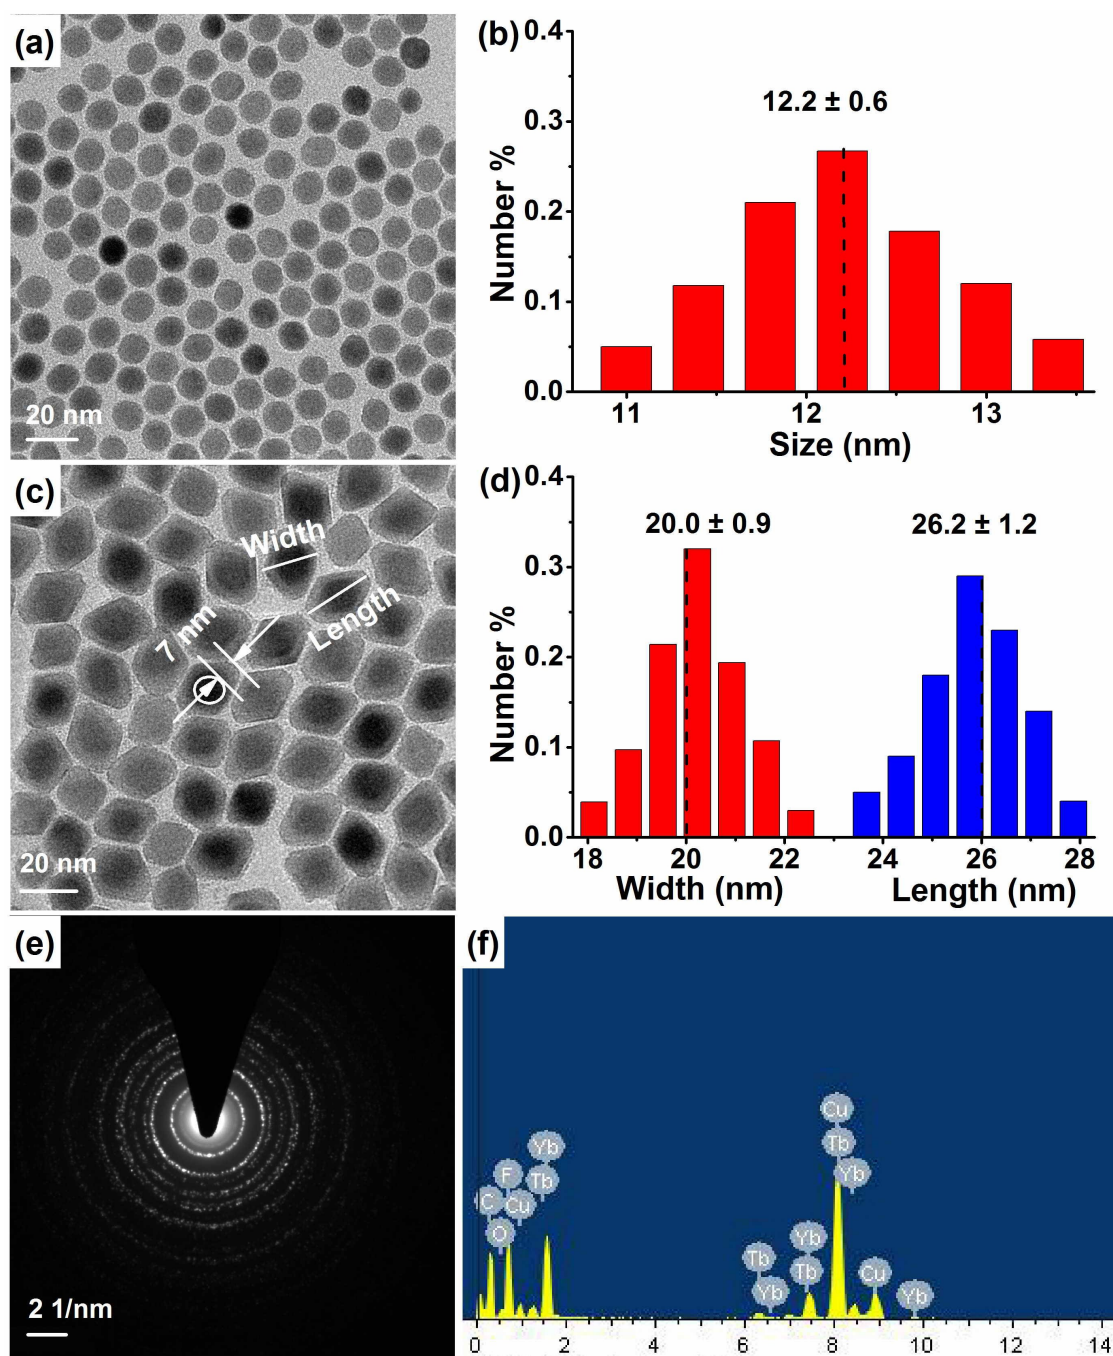 (a)
20 nm
(b)
0.4
0.3
0.2
0.1
0.0
Number %
12.2 ± 0.6
11 12 13
Size (nm)
(c)
Width
Length
7 nm
20 nm
(d)
0.4
0.3
0.2
0.1
0.0
Number %
20.0 ± 0.9
26.2 ± 1.2
18 20 22 24 26 28
Width (nm) Length (nm)
(e)
2 1/nm
(f)
C
O
F
Cu
Yb
Tb
Tb
Yb
Yb
Tb
Cu
Tb
Yb
Cu
Yb
0 2 4 6 8 10 12 14